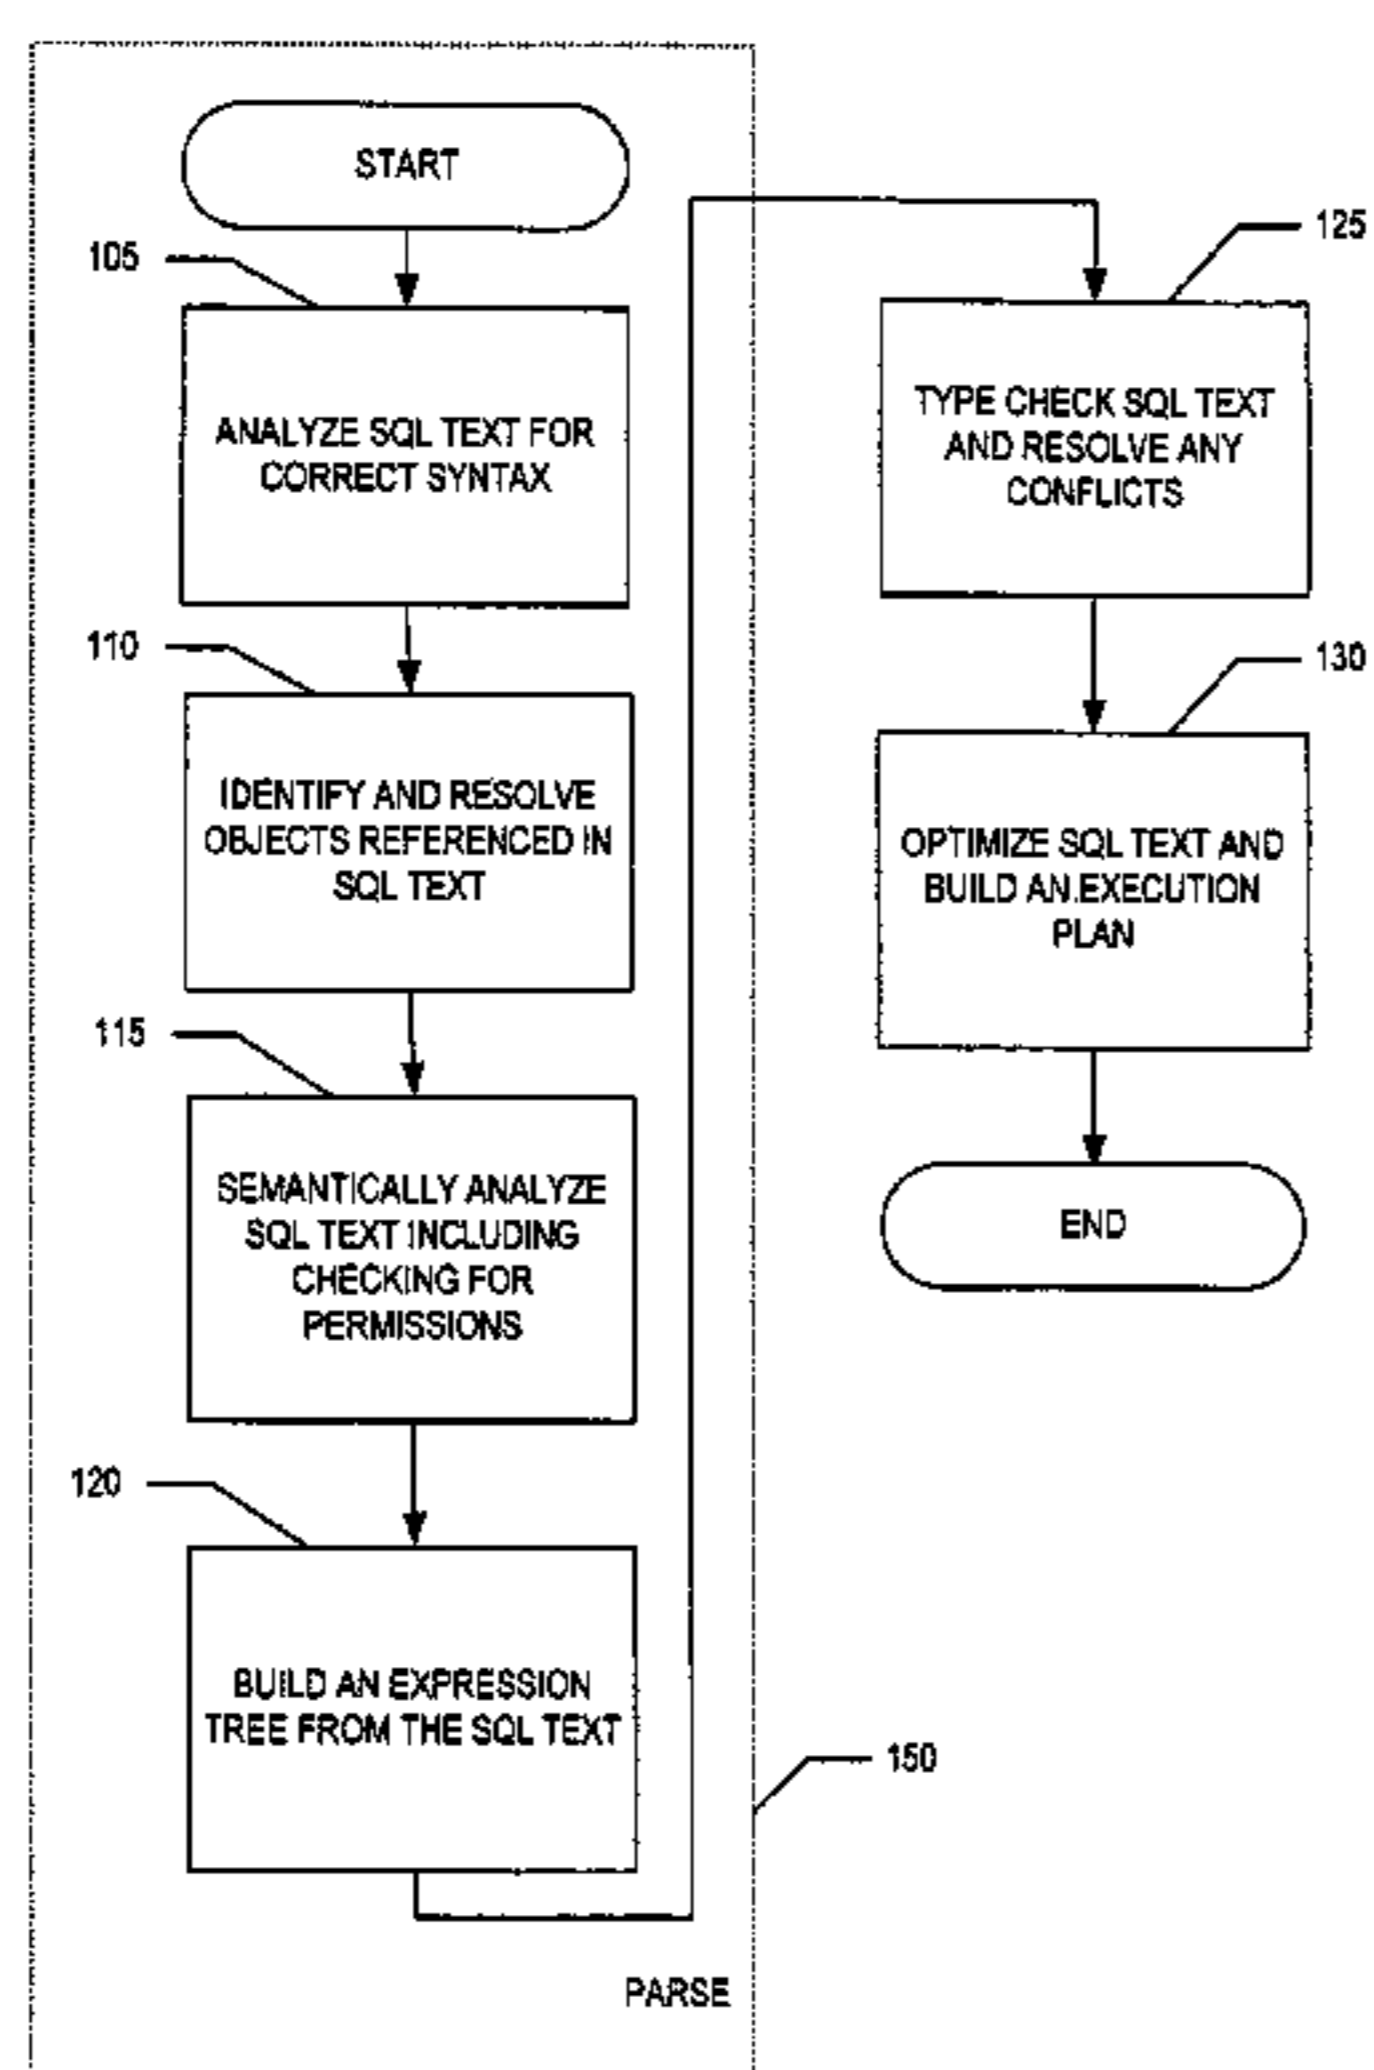 START
105
ANALYZE SQL TEXT FOR
CORRECT SYNTAX
110
IDENTIFY AND RESOLVE
OBJECTS REFERENCED IN
SQL TEXT
115
SEMANTICALLY ANALYZE
SQL TEXT INCLUDING
CHECKING FOR
PERMISSIONS
120
BUILD AN EXPRESSION
TREE FROM THE SQL TEXT
PARSE
150
125
TYPE CHECK SQL TEXT
AND RESOLVE ANY
CONFLICTS
130
OPTIMIZE SQL TEXT AND
BUILD AN EXECUTION
PLAN
END